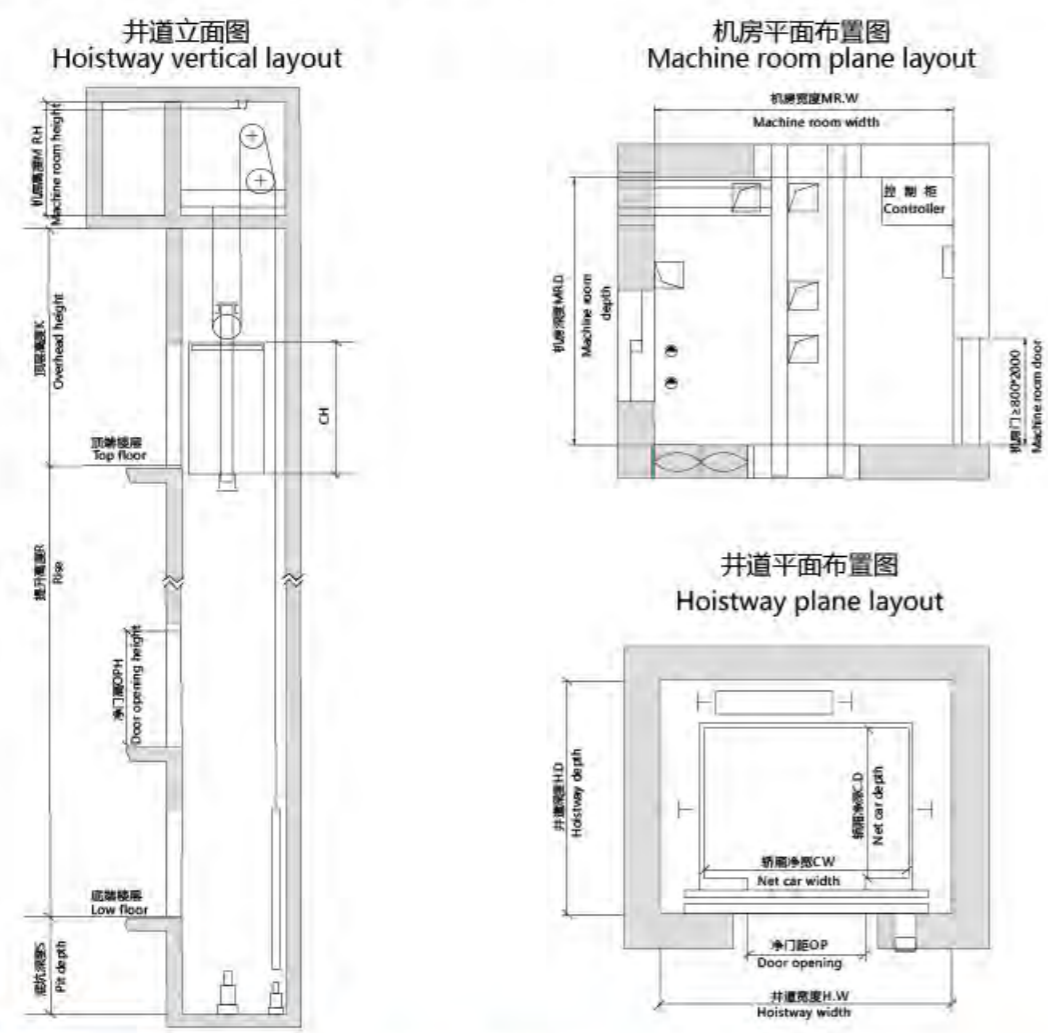 井道立面图
Hoistway vertical layout
机房高度M RH
Machine room height
顶层高度K
Overhead height
CH
顶端楼层
Top floor
提升高度R
Rise
净门高OPH
Door opening height
底端楼层
Low floor
底坑深度S
Pit depth
机房平面布置图
Machine room plane layout
机房宽度MR.W
Machine room width
控 制 柜
Controller
机房深度MR.D
Machine room
depth
机房门≥800*2000
Machine room door
井道平面布置图
Hoistway plane layout
井道深度H.D
Hoistway depth
轿厢净深C.D
Net car depth
轿厢净宽CW
Net car width
净门距OP
Door opening
井道宽度H.W
Hoistway width